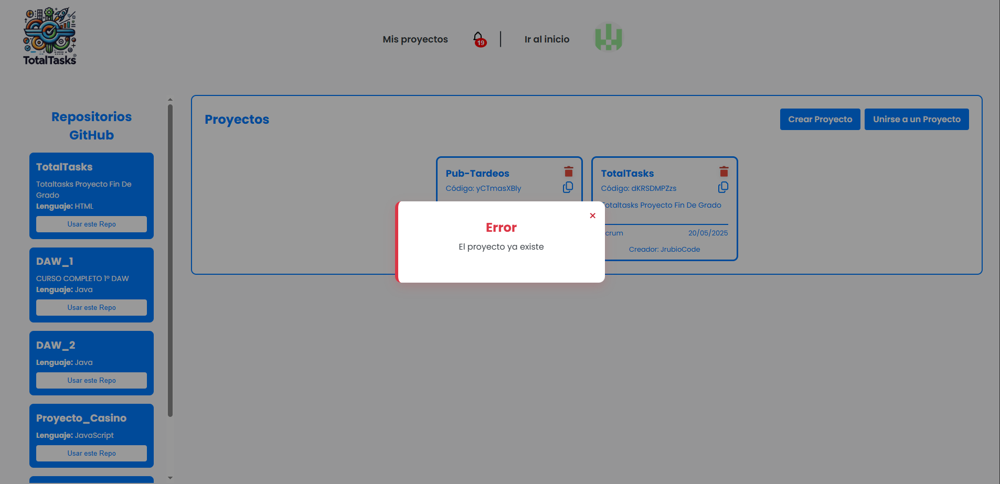 TotalTasks
Mis proyectos
19
Ir al inicio
Repositorios
GitHub
TotalTasks
Totaltasks Proyecto Fin De
Grado
Lenguaje: HTML
Usar este Repo
DAW_1
CURSO COMPLETO 1º DAW
Lenguaje: Java
Usar este Repo
DAW_2
Lenguaje: Java
Usar este Repo
Proyecto_Casino
Lenguaje: JavaScript
Usar este Repo
Proyectos
Crear Proyecto
Unirse a un Proyecto
Pub-Tardeos
Código: yCTmasXBly
TotalTasks
Código: dKRSDMPZzs
otaltasks Proyecto Fin De Grado
crum
20/05/2025
Creador: JrubioCode
Error
El proyecto ya existe